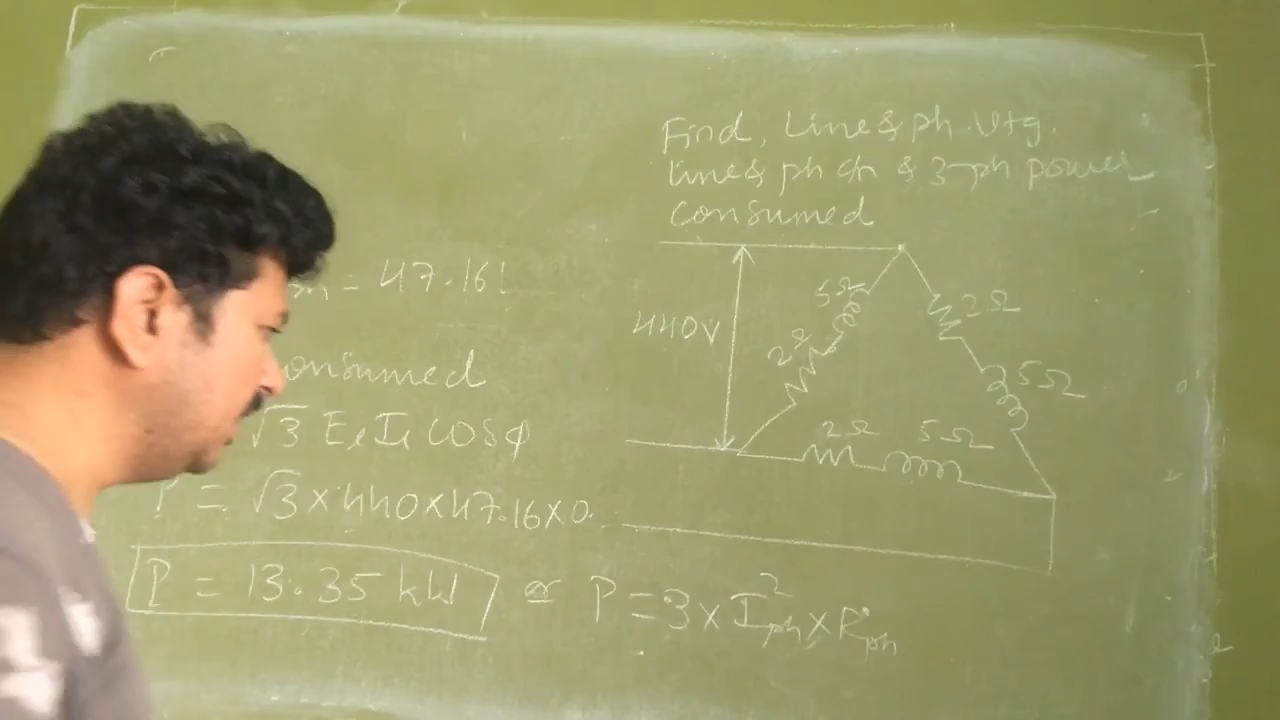 Find, Line & ph. Vtg.
line & ph cn & 3-ph power
consumed
= 47.16
onsumed
√3 El Il cosφ
P = √3 × 440 × 47.16 × 0.
P = 13.35 kW or P = 3 × I²ph × Rph
440V
5Ω
2Ω
2Ω
5Ω
2Ω 5Ω